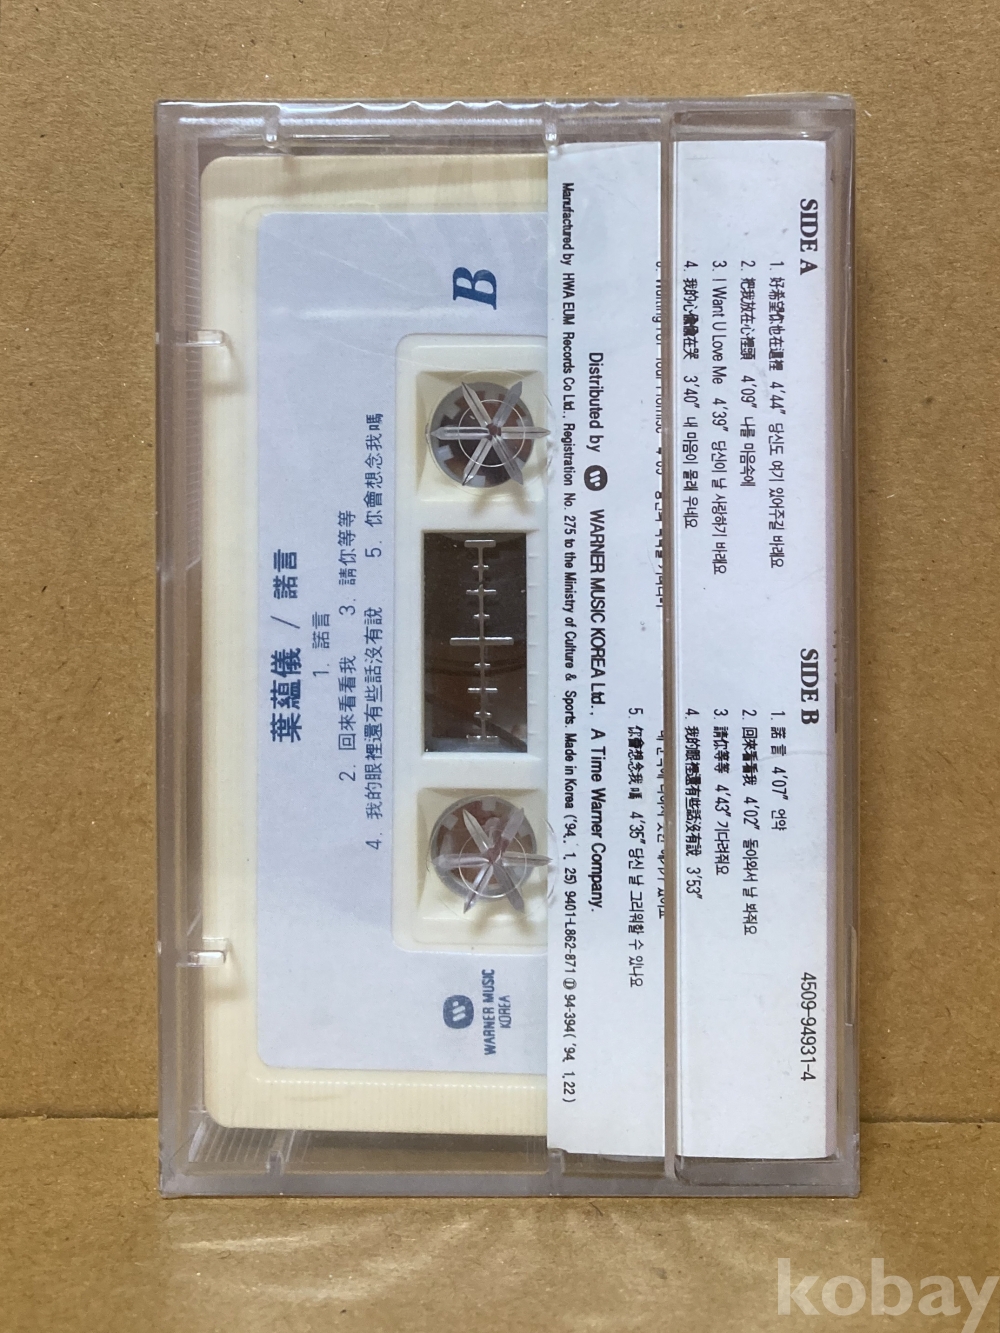 SIDE A
1. 好希望你也在這裡 4'44" 당신도 여기 있어주길 바래요
2. 把我放在心裡頭 4'09" 나를 마음속에
3. I Want U Love Me 4'39" 당신이 날 사랑하기 바래요
4. 我的心偸偸在哭 3'40" 내 마음이 몰래 우네요
SIDE B
1. 諾言 4'07" 언약
2. 回來看看我 4'02" 돌아와서 날 봐줘요
3. 請你等等 4'43" 기다려줘요
4. 我的眼裡還有些話沒有說 3'53"
5. 你會想念我嗎 4'35" 당신 날 그리워할 수 있나요
4509-94931-4
Distributed by WARNER MUSIC KOREA Ltd., A Time Warner Company.
Manufactured by HWA EUM Records Co Ltd., Registration No. 275 to the Ministry of Culture & Sports. Made in Korea ('94. 1. 25) 9401-L862-871 ⓓ 94-394( '94. 1. 22)
B
葉蘊儀 / 諾言
1. 諾言
2. 回來看看我 3. 請你等等
4. 我的眼裡還有些話沒有說 5. 你會想念我嗎
WARNER MUSIC
KOREA
kobay